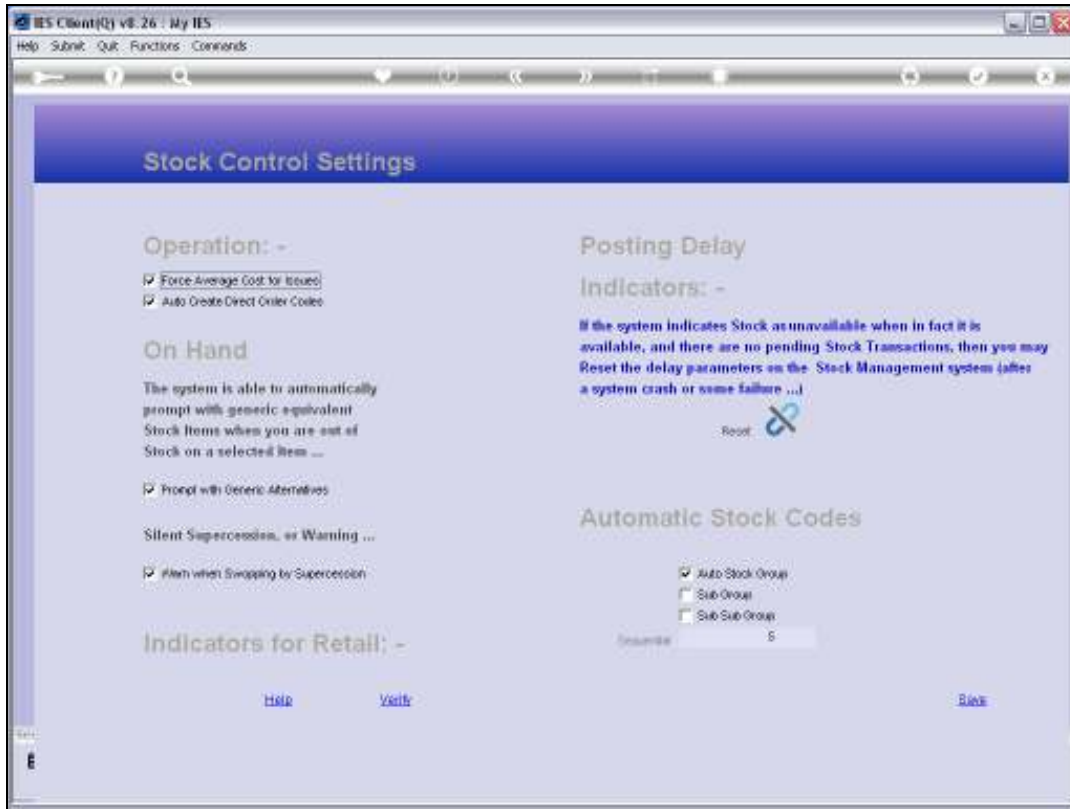 IES Client(Q) v8.26 : My IES
Help Submit Quit Functions Commands
Stock Control Settings
Operation: -
Force Average Cost for Issues
Auto Create Direct Order Codes
On Hand
The system is able to automatically
prompt with generic equivalent
Stock Items when you are out of
Stock on a selected Item ...
Prompt with Generic Alternatives
Silent Supercession, or Warning ...
Warn when Swopping by Supercession
Indicators for Retail: -
Help Verify
Posting Delay
Indicators: -
If the system indicates Stock as unavailable when in fact it is
available, and there are no pending Stock Transactions, then you may
Reset the delay parameters on the Stock Management system (after
a system crash or some failure ...)
Reset
Automatic Stock Codes
Auto Stock Group
Sub Group
Sub Sub Group
Sequential
Save